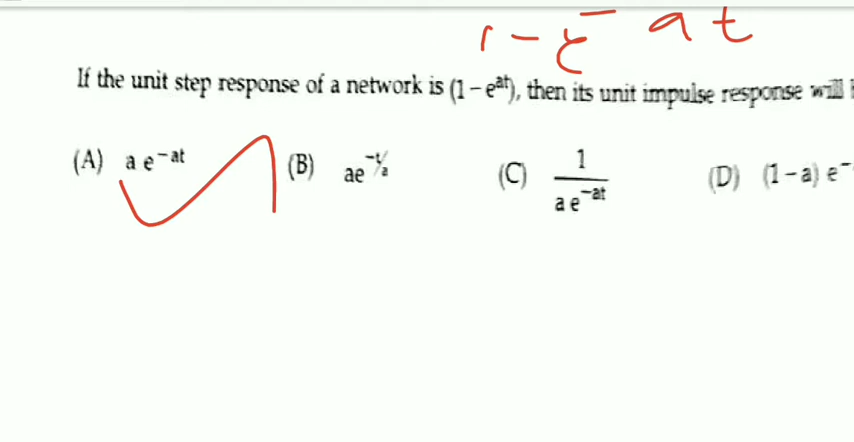 1 - e⁻ at
If the unit step response of a network is (1 – eᵃᵗ), then its unit impulse response will
(A) a e⁻ᵃᵗ (B) ae⁻ᵗ/ₐ (C) 1/(a e⁻ᵃᵗ) (D) (1 – a) e⁻